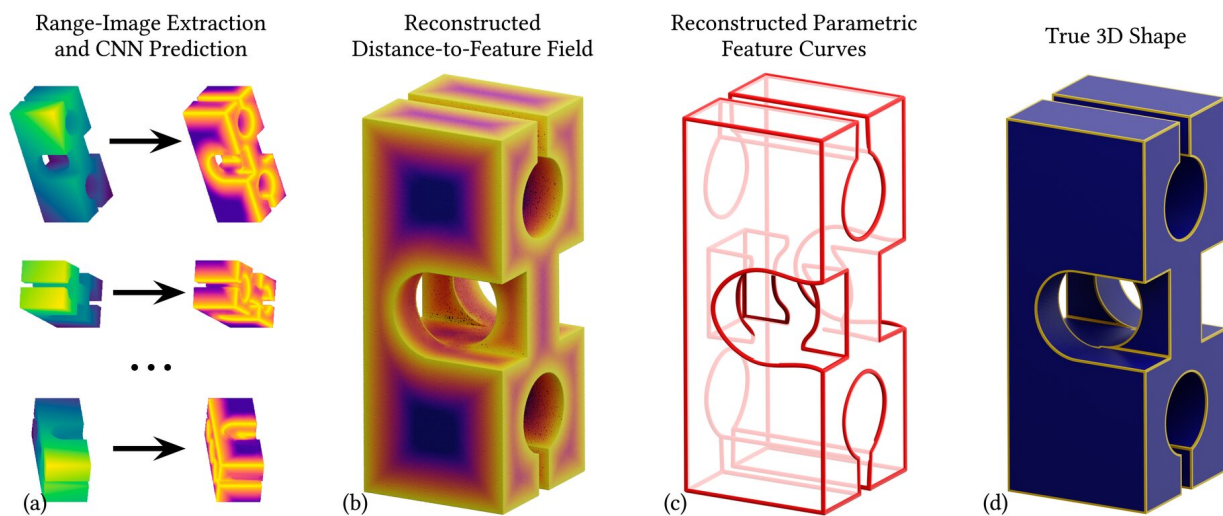 Range-Image Extraction
and CNN Prediction
Reconstructed
Distance-to-Feature Field
Reconstructed Parametric
Feature Curves
True 3D Shape
...
(a)
(b)
(c)
(d)